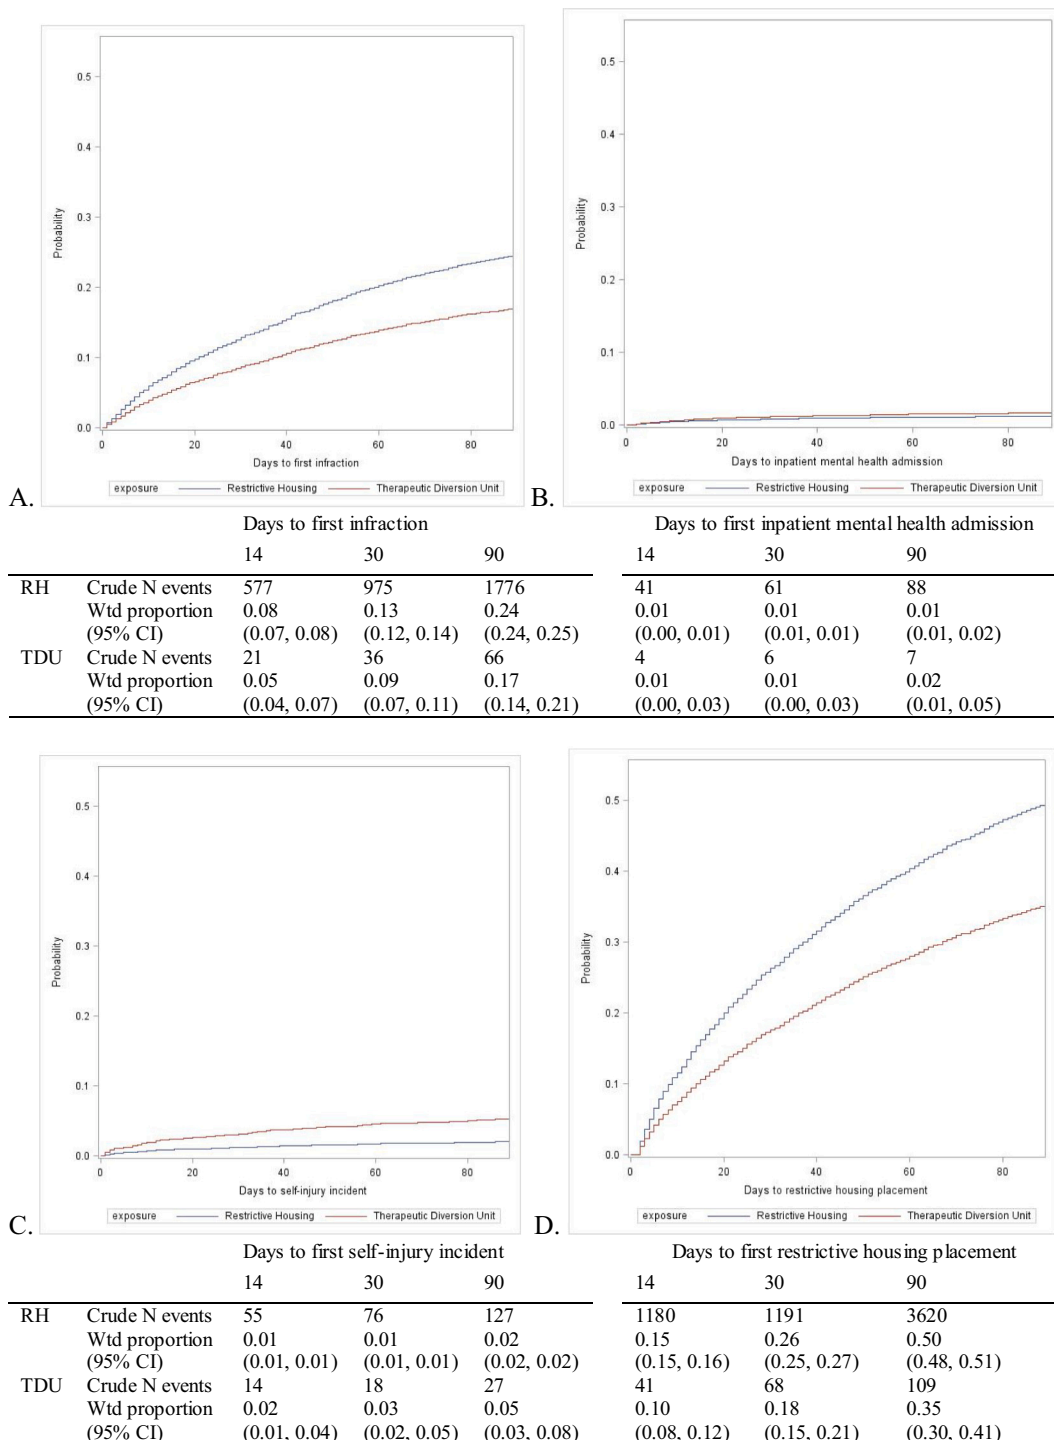 0.5
0.4
0.3
0.2
0.1
0.0
Probability
0 20 40 60 80
Days to first infraction
exposure Restrictive Housing Therapeutic Diversion Unit
A.
0.5
0.4
0.3
0.2
0.1
0.0
Probability
0 20 40 60 80
Days to inpatient mental health admission
exposure Restrictive Housing Therapeutic Diversion Unit
B.
Days to first infraction Days to first inpatient mental health admission
14 30 90 14 30 90
RH Crude N events 577 975 1776 41 61 88
Wtd proportion 0.08 0.13 0.24 0.01 0.01 0.01
(95% CI) (0.07, 0.08) (0.12, 0.14) (0.24, 0.25) (0.00, 0.01) (0.01, 0.01) (0.01, 0.02)
TDU Crude N events 21 36 66 4 6 7
Wtd proportion 0.05 0.09 0.17 0.01 0.01 0.02
(95% CI) (0.04, 0.07) (0.07, 0.11) (0.14, 0.21) (0.00, 0.03) (0.00, 0.03) (0.01, 0.05)
0.5
0.4
0.3
0.2
0.1
0.0
Probability
0 20 40 60 80
Days to self-injury incident
exposure Restrictive Housing Therapeutic Diversion Unit
C.
0.5
0.4
0.3
0.2
0.1
0.0
Probability
0 20 40 60 80
Days to restrictive housing placement
exposure Restrictive Housing Therapeutic Diversion Unit
D.
Days to first self-injury incident Days to first restrictive housing placement
14 30 90 14 30 90
RH Crude N events 55 76 127 1180 1191 3620
Wtd proportion 0.01 0.01 0.02 0.15 0.26 0.50
(95% CI) (0.01, 0.01) (0.01, 0.01) (0.02, 0.02) (0.15, 0.16) (0.25, 0.27) (0.48, 0.51)
TDU Crude N events 14 18 27 41 68 109
Wtd proportion 0.02 0.03 0.05 0.10 0.18 0.35
(95% CI) (0.01, 0.04) (0.02, 0.05) (0.03, 0.08) (0.08, 0.12) (0.15, 0.21) (0.30, 0.41)